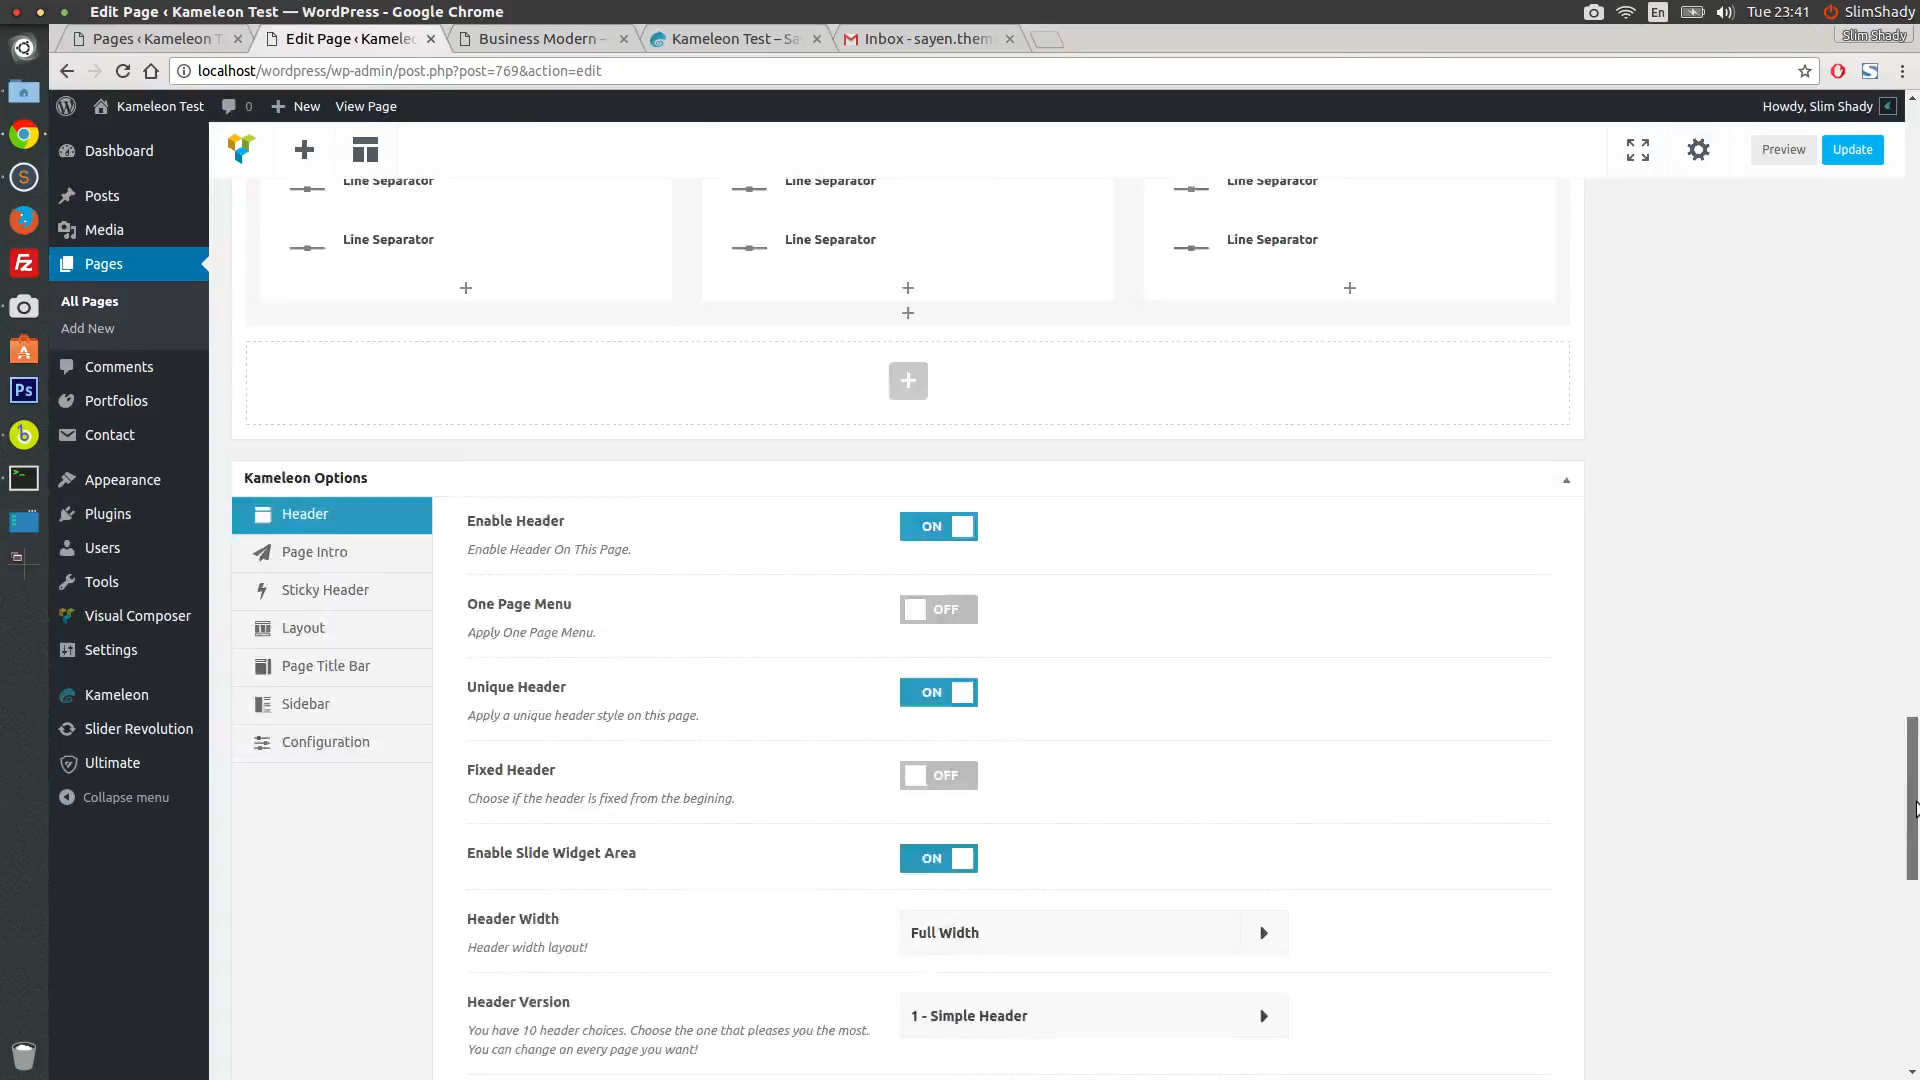 Edit Page ‹ Kameleon Test — WordPress - Google Chrome
En
Tue 23:41
SlimShady
Pages ‹ Kameleon T
Edit Page ‹ Kamele
Business Modern -
Kameleon Test – Sa
Inbox - sayen.them
Slim Shady
localhost/wordpress/wp-admin/post.php?post=769&action=edit
Kameleon Test
0
New
View Page
Howdy, Slim Shady
Preview
Update
Dashboard
Posts
Media
Pages
All Pages
Add New
Comments
Portfolios
Contact
Appearance
Plugins
Users
Tools
Visual Composer
Settings
Kameleon
Slider Revolution
Ultimate
Collapse menu
S
Fz
A
Ps
b
Line Separator
Line Separator
Line Separator
Line Separator
Line Separator
Line Separator
Kameleon Options
Header
Page Intro
Sticky Header
Layout
Page Title Bar
Sidebar
Configuration
Enable Header
ON
Enable Header On This Page.
One Page Menu
OFF
Apply One Page Menu.
Unique Header
ON
Apply a unique header style on this page.
Fixed Header
OFF
Choose if the header is fixed from the begining.
Enable Slide Widget Area
ON
Header Width
Full Width
Header width layout!
Header Version
1 - Simple Header
You have 10 header choices. Choose the one that pleases you the most.
You can change on every page you want!